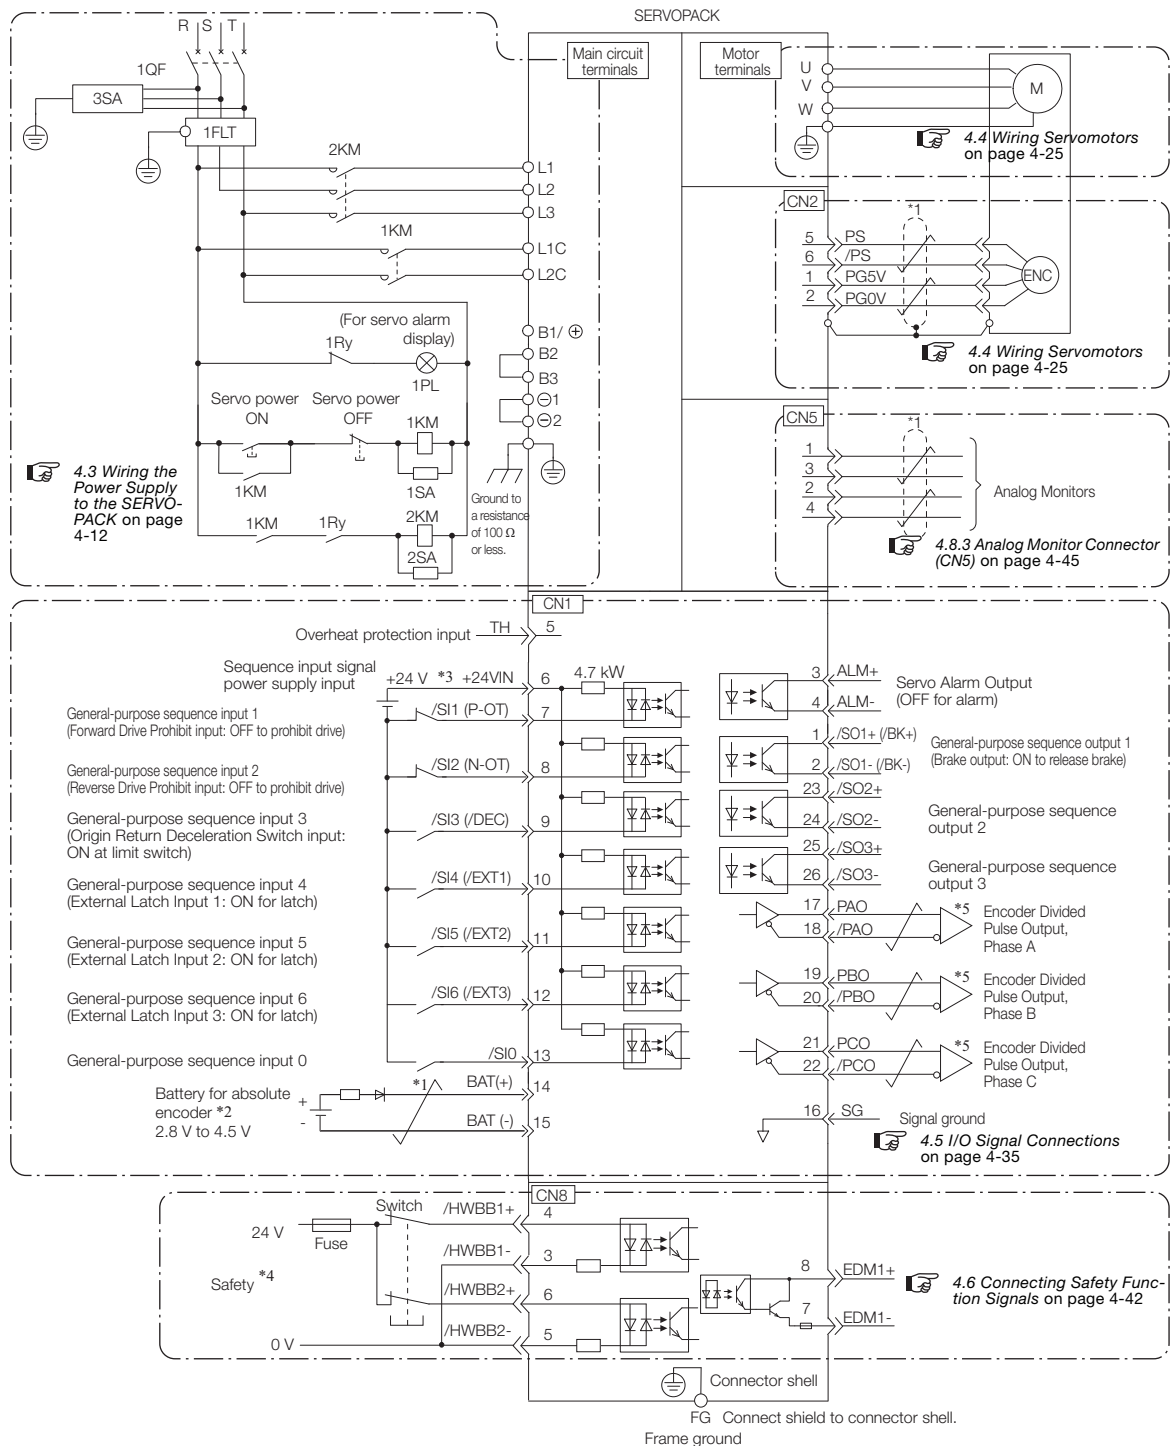 SERVOPACK
R S T
Main circuit
terminals
Motor
terminals
1QF
3SA
1FLT
U
V
W
M
4.4 Wiring Servomotors
on page 4-25
2KM
L1
L2
L3
1KM
L1C
L2C
CN2
*1
5 PS
6 /PS
1 PG5V
2 PG0V
ENC
4.4 Wiring Servomotors
on page 4-25
(For servo alarm
display)
1Ry
1PL
B1/ ⊕
B2
B3
⊖1
⊖2
Servo power
ON
Servo power
OFF
1KM
1KM
1SA
4.3 Wiring the
Power Supply
to the SERVO-
PACK on page
4-12
1KM
1Ry
2KM
2SA
Ground to
a resistance
of 100 Ω
or less.
CN5
*1
1
3
2
4
Analog Monitors
4.8.3 Analog Monitor Connector
(CN5) on page 4-45
CN1
Overheat protection input TH 5
Sequence input signal
power supply input
+24 V *3 +24VIN 6 4.7 kW
General-purpose sequence input 1
(Forward Drive Prohibit input: OFF to prohibit drive)
/SI1 (P-OT) 7
General-purpose sequence input 2
(Reverse Drive Prohibit input: OFF to prohibit drive)
/SI2 (N-OT) 8
General-purpose sequence input 3
(Origin Return Deceleration Switch input:
ON at limit switch)
/SI3 (/DEC) 9
General-purpose sequence input 4
(External Latch Input 1: ON for latch)
/SI4 (/EXT1) 10
General-purpose sequence input 5
(External Latch Input 2: ON for latch)
/SI5 (/EXT2) 11
General-purpose sequence input 6
(External Latch Input 3: ON for latch)
/SI6 (/EXT3) 12
General-purpose sequence input 0
/SI0 13
Battery for absolute
encoder *2
2.8 V to 4.5 V
+
-
*1
BAT(+) 14
BAT (-) 15
3 ALM+
4 ALM-
Servo Alarm Output
(OFF for alarm)
1 /SO1+ (/BK+)
2 /SO1- (/BK-)
General-purpose sequence output 1
(Brake output: ON to release brake)
23 /SO2+
24 /SO2-
General-purpose sequence
output 2
25 /SO3+
26 /SO3-
General-purpose sequence
output 3
17 PAO
18 /PAO
*5
Encoder Divided
Pulse Output,
Phase A
19 PBO
20 /PBO
*5
Encoder Divided
Pulse Output,
Phase B
21 PCO
22 /PCO
*5
Encoder Divided
Pulse Output,
Phase C
16 SG
Signal ground
4.5 I/O Signal Connections
on page 4-35
CN8
24 V
Fuse
Switch
Safety *4
0 V
/HWBB1+ 4
/HWBB1- 3
/HWBB2+ 6
/HWBB2- 5
8 EDM1+
7 EDM1-
4.6 Connecting Safety Func-
tion Signals on page 4-42
Connector shell
FG Connect shield to connector shell.
Frame ground